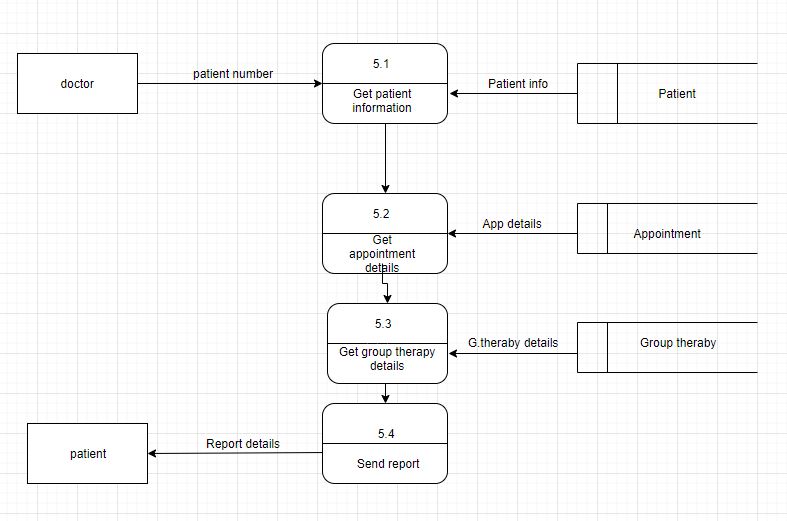 5.1
doctor
patient number
Get patient
information
Patient info
Patient
5.2
Get
appointment
details
App details
Appointment
5.3
Get group therapy
details
G.theraby details
Group theraby
5.4
Send report
Report details
patient